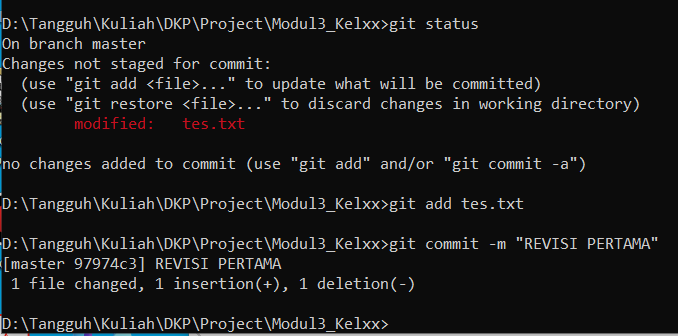 D:\Tangguh\Kuliah\DKP\Project\Modul3_Kelxx>git status
On branch master
Changes not staged for commit:
  (use "git add <file>..." to update what will be committed)
  (use "git restore <file>..." to discard changes in working directory)
        modified:   tes.txt
no changes added to commit (use "git add" and/or "git commit -a")
D:\Tangguh\Kuliah\DKP\Project\Modul3_Kelxx>git add tes.txt
D:\Tangguh\Kuliah\DKP\Project\Modul3_Kelxx>git commit -m "REVISI PERTAMA"
[master 97974c3] REVISI PERTAMA
 1 file changed, 1 insertion(+), 1 deletion(-)
D:\Tangguh\Kuliah\DKP\Project\Modul3_Kelxx>